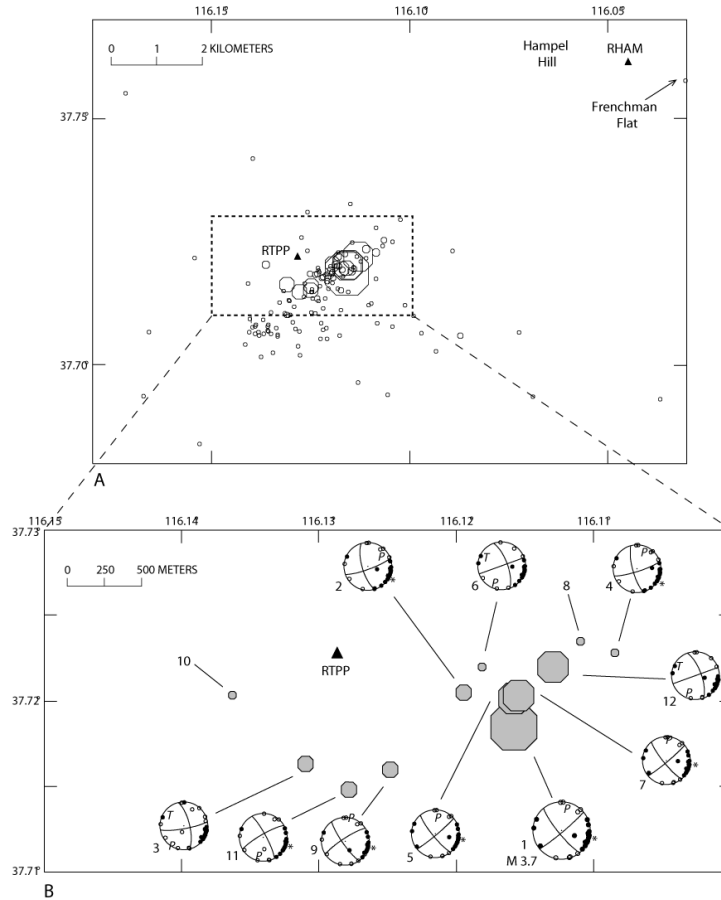 116.15° 116.10° 116.05°
0 1 2 KILOMETERS
Hampel
Hill
RHAM
Frenchman
Flat
37.75°
RTPP
37.70°
A
116.15° 116.14° 116.13° 116.12° 116.11°
37.73°
0 250 500 METERS
P
2 *
T
P
6
8
P
4 *
10
RTPP
T
P
12
37.72°
P
7 *
T
P
3
P
11 *
P
9 *
P
5 *
P
1 *
M 3.7
37.71°
B